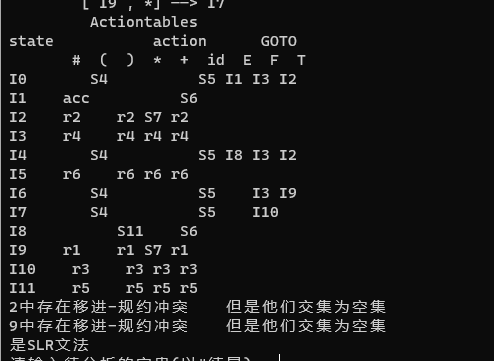 [ I9 , *] ——> I7
Actiontables
state action GOTO
# ( ) * + id E F T
I0 S4 S5 I1 I3 I2
I1 acc S6
I2 r2 r2 S7 r2
I3 r4 r4 r4 r4
I4 S4 S5 I8 I3 I2
I5 r6 r6 r6 r6
I6 S4 S5 I3 I9
I7 S4 S5 I10
I8 S11 S6
I9 r1 r1 S7 r1
I10 r3 r3 r3 r3
I11 r5 r5 r5 r5
2中存在移进-规约冲突 但是他们交集为空集
9中存在移进-规约冲突 但是他们交集为空集
是SLR文法